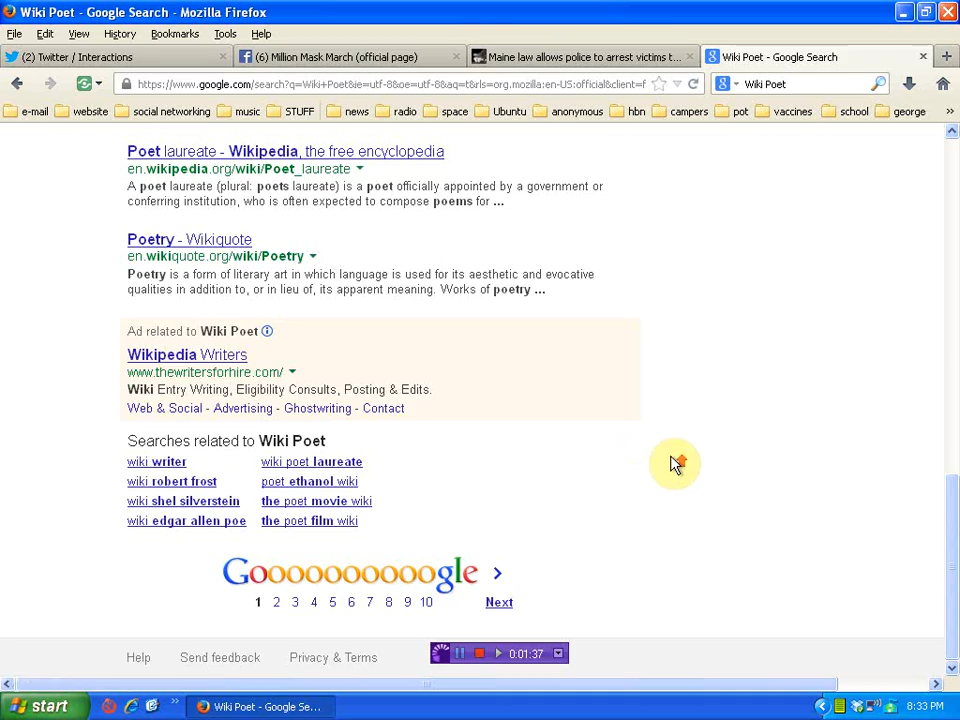 Wiki Poet - Google Search - Mozilla Firefox
File Edit View History Bookmarks Tools Help
(2) Twitter / Interactions
(6) Million Mask March (official page)
Maine law allows police to arrest victims t...
Wiki Poet - Google Search
https://www.google.com/search?q=Wiki+Poet&ie=utf-8&oe=utf-8&aq=t&rls=org.mozilla:en-US:official&client=f
Wiki Poet
e-mail website social networking music STUFF news radio space Ubuntu anonymous hbn campers pot vaccines school george
Poet laureate - Wikipedia, the free encyclopedia
en.wikipedia.org/wiki/Poet_laureate
A poet laureate (plural: poets laureate) is a poet officially appointed by a government or
conferring institution, who is often expected to compose poems for ...
Poetry - Wikiquote
en.wikiquote.org/wiki/Poetry
Poetry is a form of literary art in which language is used for its aesthetic and evocative
qualities in addition to, or in lieu of, its apparent meaning. Works of poetry ...
Ad related to Wiki Poet
Wikipedia Writers
www.thewritersforhire.com/
Wiki Entry Writing, Eligibility Consults, Posting & Edits.
Web & Social - Advertising - Ghostwriting - Contact
Searches related to Wiki Poet
wiki writer wiki poet laureate
wiki robert frost poet ethanol wiki
wiki shel silverstein the poet movie wiki
wiki edgar allen poe the poet film wiki
Goooooooooogle
1 2 3 4 5 6 7 8 9 10 Next
Help Send feedback Privacy & Terms
0:01:37
start
Wiki Poet - Google Se...
8:33 PM